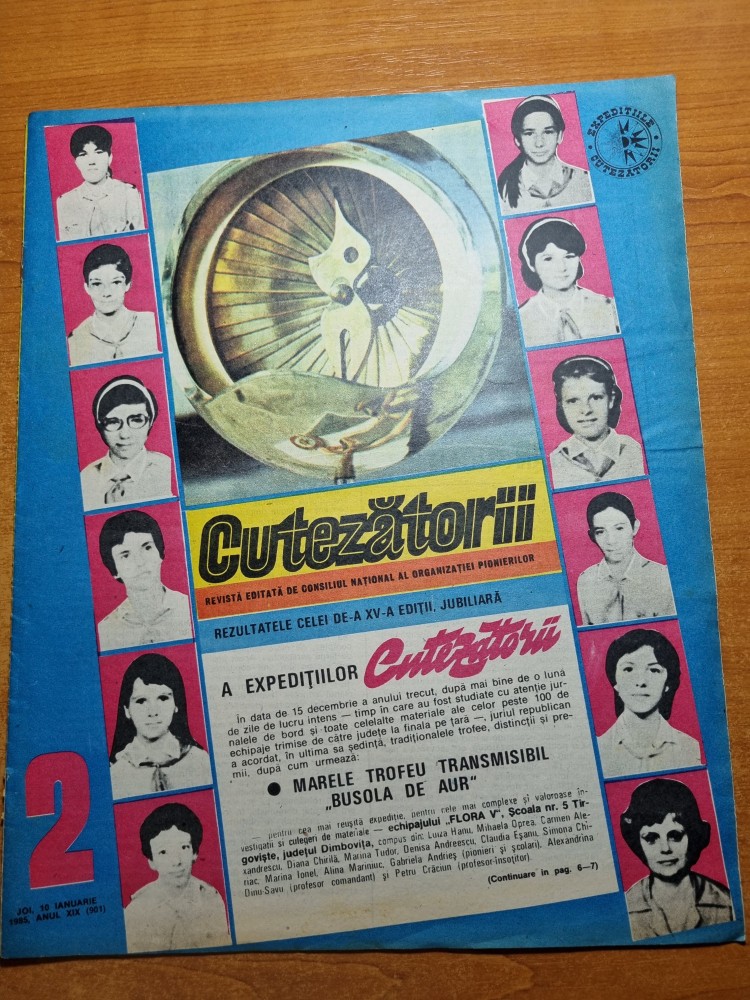 EXPEDIȚIILE
CUTEZĂTORII
Cutezătorii
REVISTĂ EDITATĂ DE CONSILIUL NAȚIONAL AL ORGANIZAȚIEI PIONIERILOR
REZULTATELE CELEI DE-A XV-A EDIȚII, JUBILIARĂ
A EXPEDIȚIILOR Cutezătorii
În data de 15 decembrie a anului trecut, după mai bine de o lună
de zile de lucru intens — timp în care au fost studiate cu atenție jur-
nalele de bord și toate celelalte materiale ale celor peste 100 de
echipaje trimise de către județe la finala pe țară —, juriul republican
a acordat, în ultima sa ședință, tradiționalele trofee, distincții și pre-
mii, după cum urmează:
● MARELE TROFEU TRANSMISIBIL
„BUSOLA DE AUR"
— pentru cea mai reușită expediție, pentru cele mai complexe și valoroase in-
vestigații și culegeri de materiale — echipajului „FLORA V", Școala nr. 5 Tîr-
goviște, județul Dîmbovița, compus din: Luiza Hanu, Mihaela Oprea, Carmen Ale-
xandrescu, Diana Chirilă, Marina Tudor, Denisa Andreescu, Claudia Eșanu, Simona Chi-
riac, Marina Ionel, Alina Mariniuc, Gabriela Andrieș (pionieri și școlari), Alexandrina
Dinu-Savu (profesor comandant) și Petru Crăciun (profesor-însoțitor).
(Continuare în pag. 6—7)
2
JOI, 10 IANUARIE
1985, ANUL XIX (901)